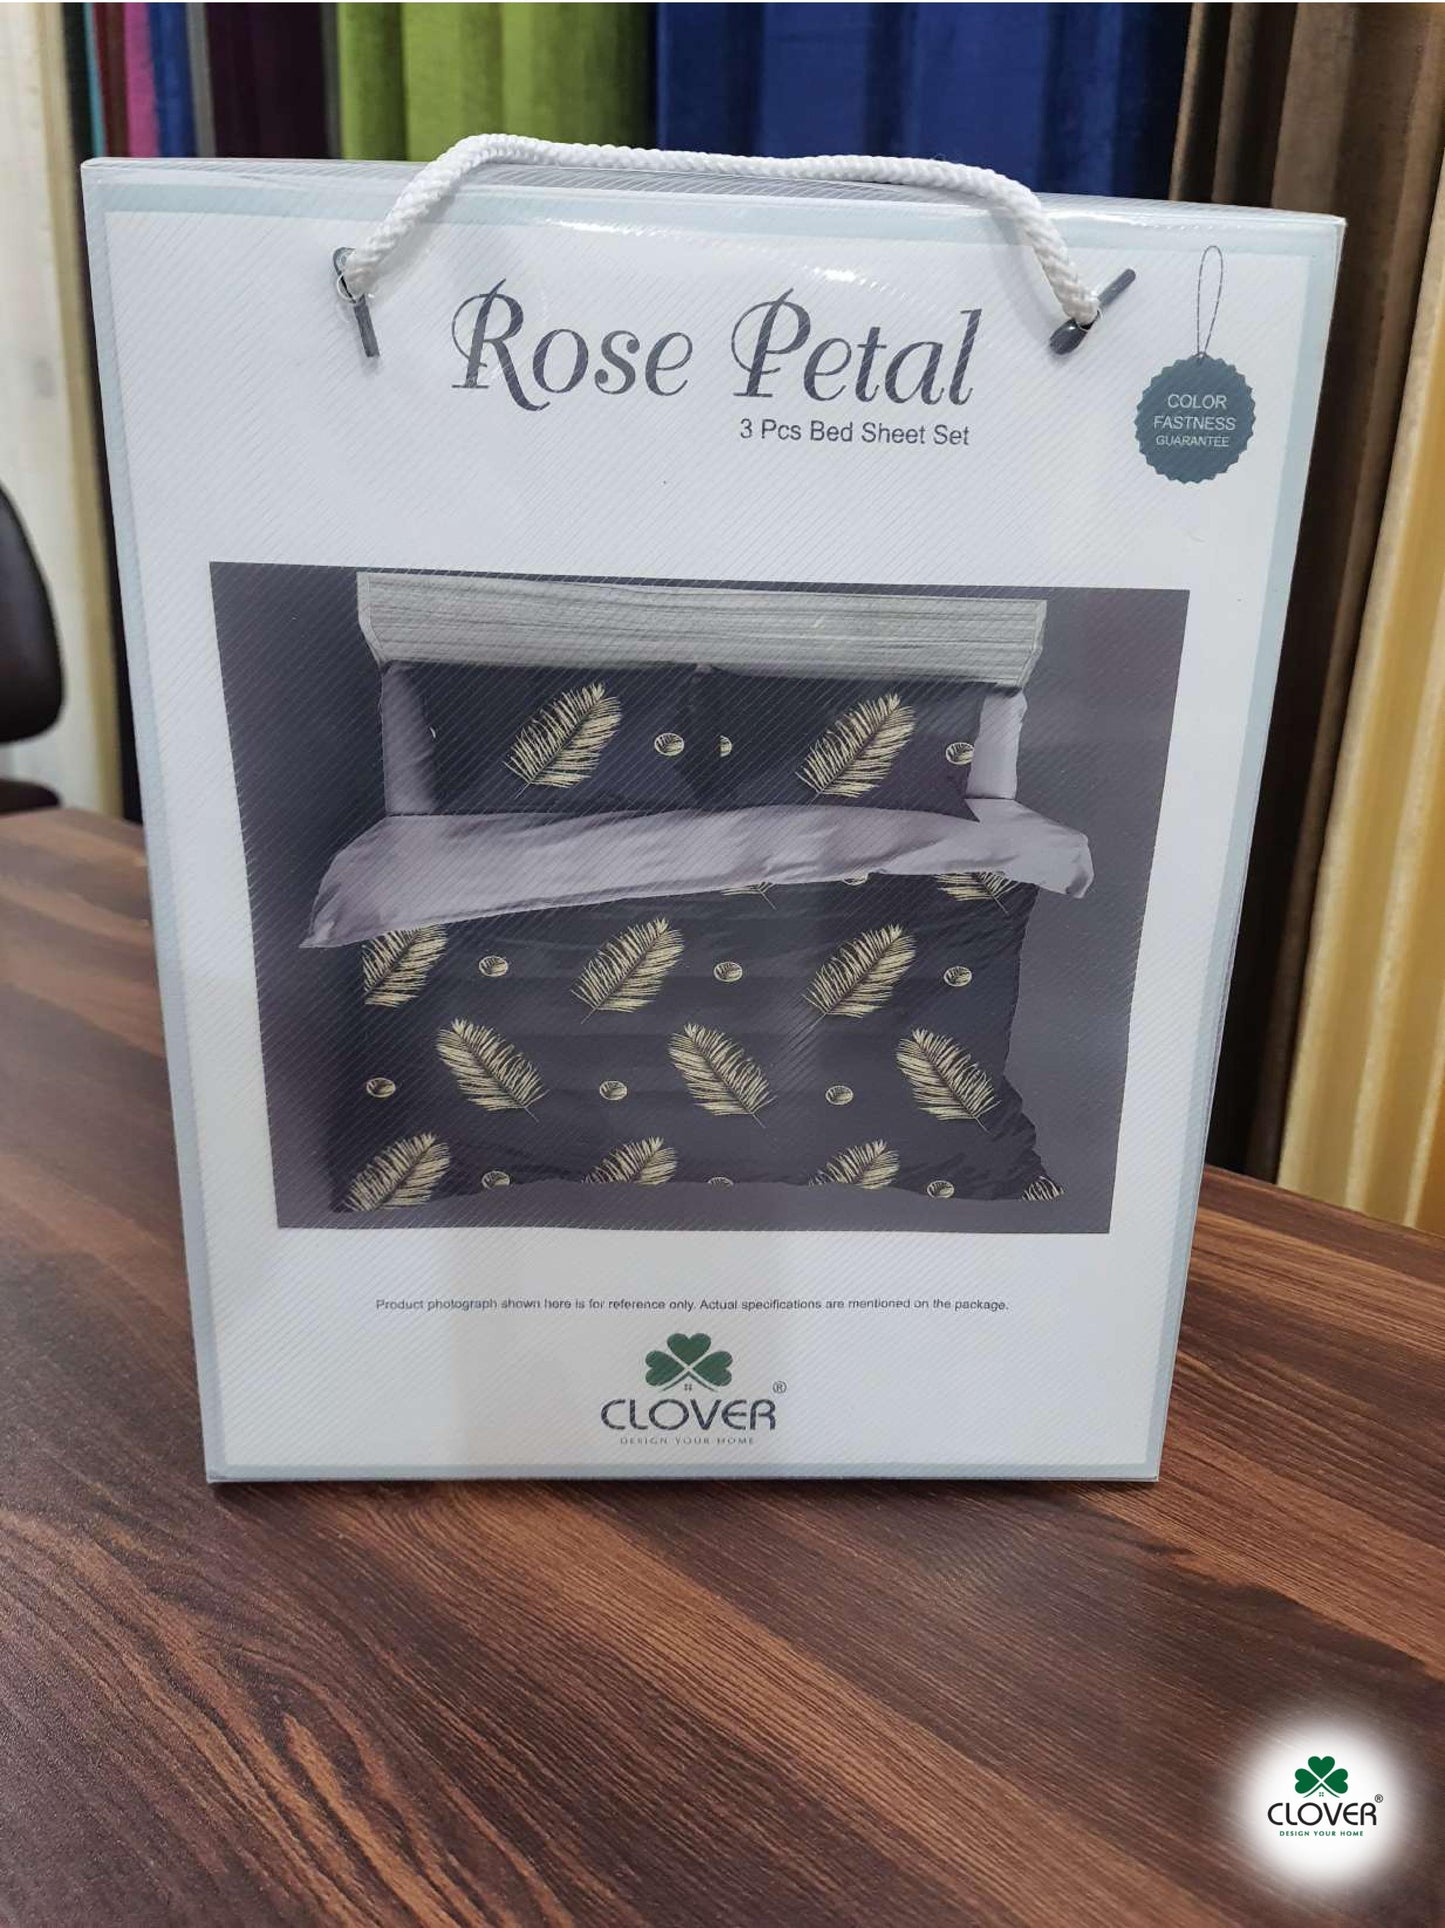 Rose Petal
3 Pcs Bed Sheet Set
COLOR
FASTNESS
GUARANTEE
Product photograph shown here is for reference only. Actual specifications are mentioned on the package.
CLOVER®
DESIGN YOUR HOME
CLOVER®
DESIGN YOUR HOME